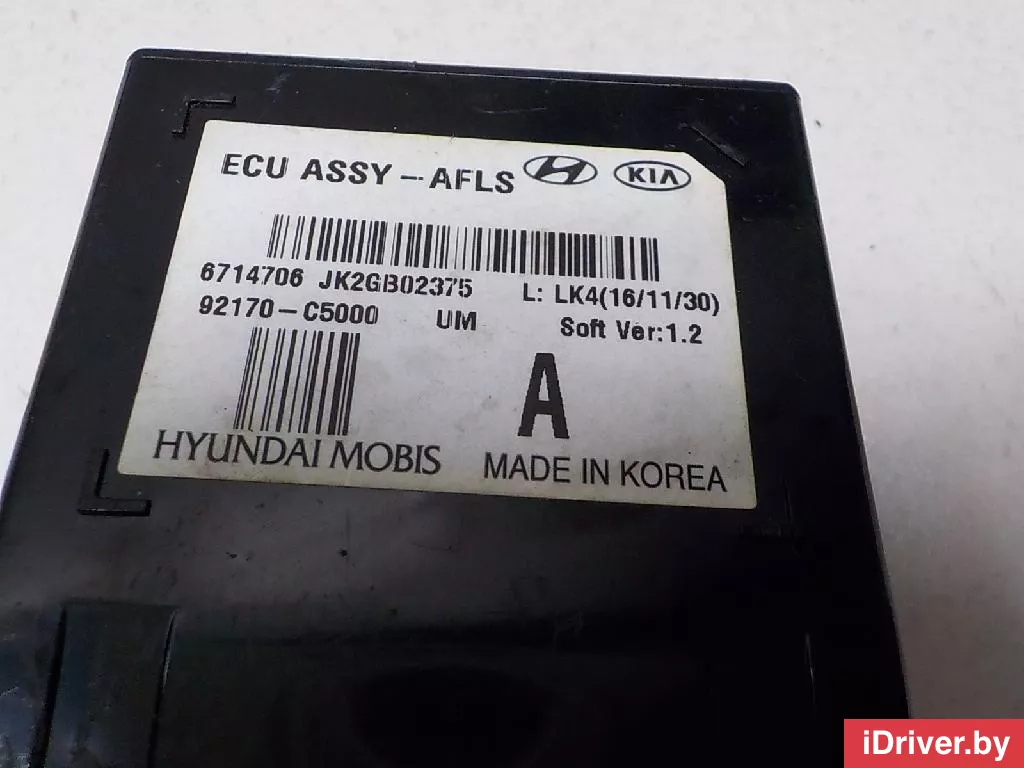 ECU ASSY-AFLS KIA
6714706 JK2GB02375 L: LK4(16/11/30)
92170-C5000 UM Soft Ver:1.2
A
HYUNDAI MOBIS MADE IN KOREA
iDriver.by